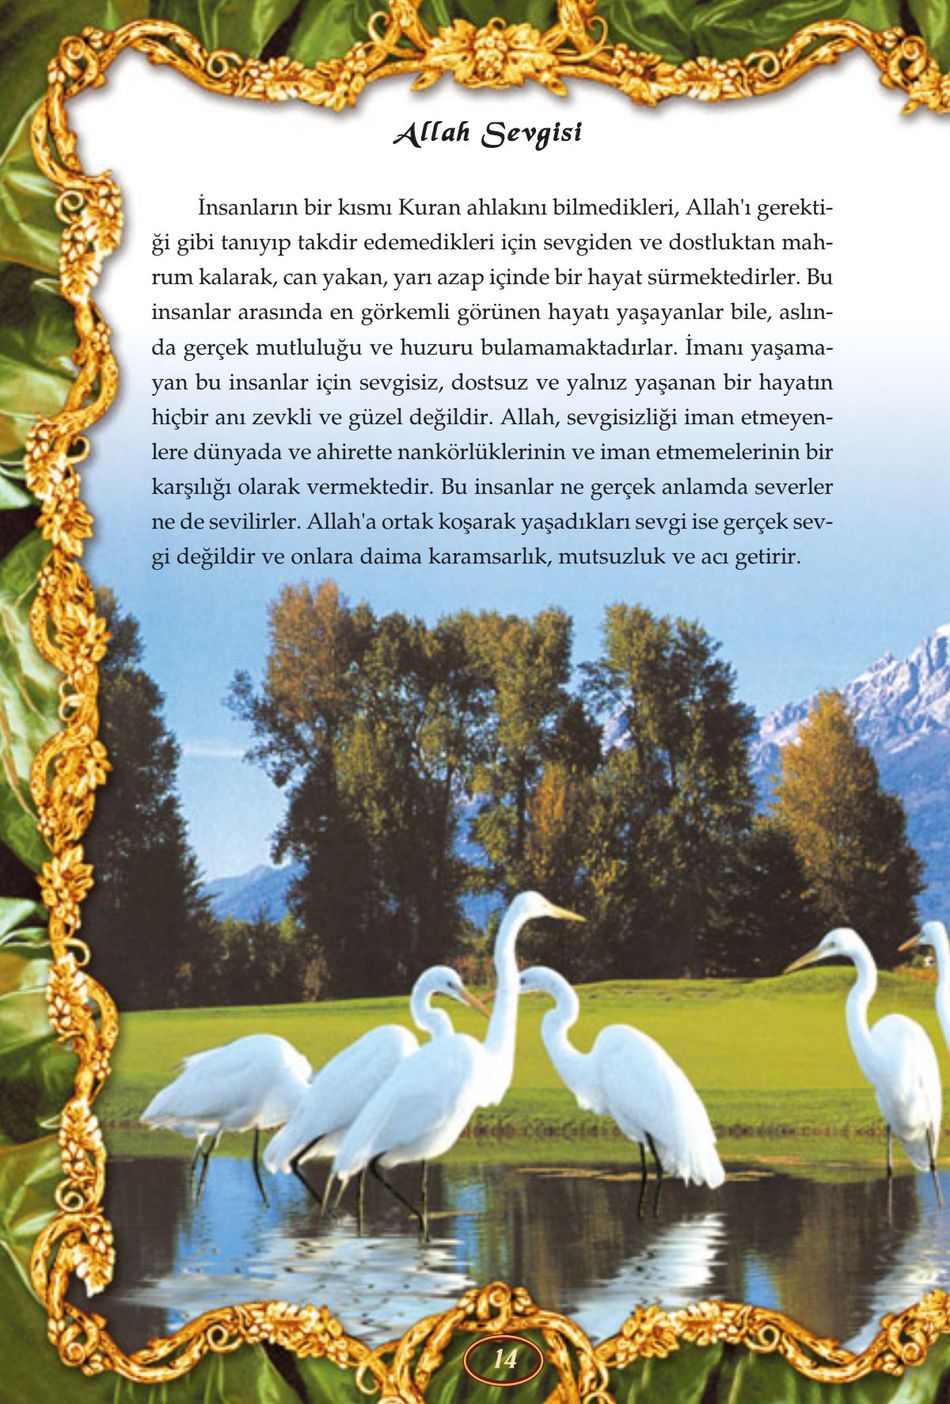 Allah Sevgisi
İnsanların bir kısmı Kuran ahlakını bilmedikleri, Allah'ı gerekti-
ği gibi tanıyıp takdir edemedikleri için sevgiden ve dostluktan mah-
rum kalarak, can yakan, yarı azap içinde bir hayat sürmektedirler. Bu
insanlar arasında en görkemli görünen hayatı yaşayanlar bile, aslın-
da gerçek mutluluğu ve huzuru bulamamaktadırlar. İmanı yaşama-
yan bu insanlar için sevgisiz, dostsuz ve yalnız yaşanan bir hayatın
hiçbir anı zevkli ve güzel değildir. Allah, sevgisizliği iman etmeyen-
lere dünyada ve ahirette nankörlüklerinin ve iman etmemelerinin bir
karşılığı olarak vermektedir. Bu insanlar ne gerçek anlamda severler
ne de sevilirler. Allah'a ortak koşarak yaşadıkları sevgi ise gerçek sev-
gi değildir ve onlara daima karamsarlık, mutsuzluk ve acı getirir.
14